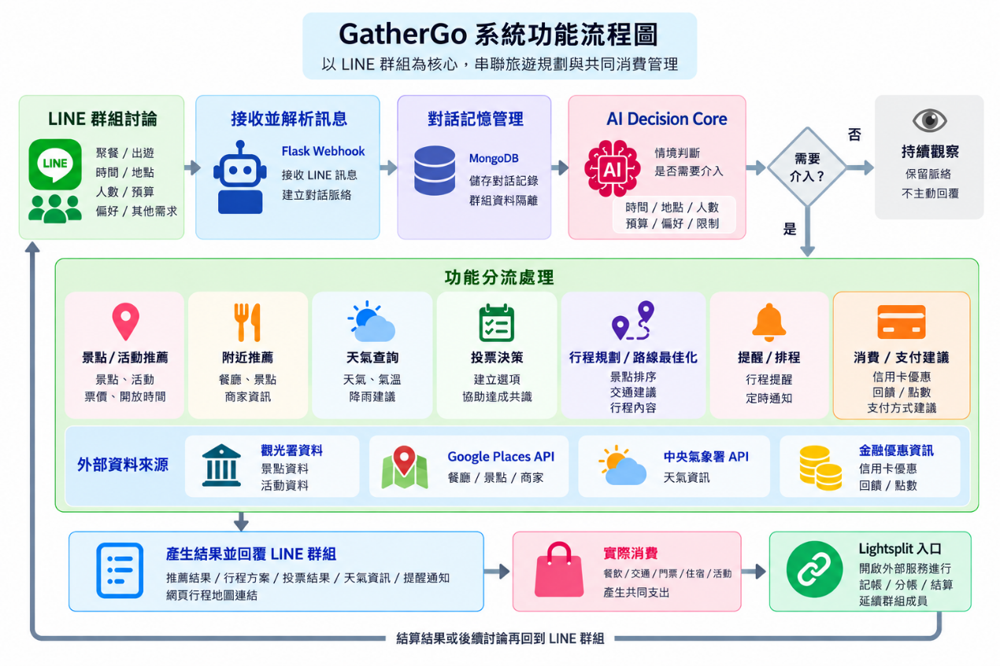 GatherGo 系統功能流程圖
以 LINE 群組為核心，串聯旅遊規劃與共同消費管理
LINE 群組討論
LINE
聚餐 / 出遊
時間 / 地點
人數 / 預算
偏好 / 其他需求
接收並解析訊息
Flask Webhook
接收 LINE 訊息
建立對話脈絡
對話記憶管理
MongoDB
儲存對話記錄
群組資料隔離
AI Decision Core
AI
情境判斷
是否需要介入
時間 / 地點 / 人數
預算 / 偏好 / 限制
需要
介入？
否
是
持續觀察
保留脈絡
不主動回覆
功能分流處理
景點 / 活動推薦
景點、活動
票價、開放時間
附近推薦
餐廳、景點
商家資訊
天氣查詢
天氣、氣溫
降雨建議
投票決策
建立選項
協助達成共識
行程規劃 / 路線最佳化
景點排序
交通建議
行程內容
提醒 / 排程
行程提醒
定時通知
消費 / 支付建議
信用卡優惠
回饋 / 點數
支付方式建議
外部資料來源
觀光署資料
景點資料
活動資料
Google Places API
餐廳 / 景點 / 商家
中央氣象署 API
天氣資訊
金融優惠資訊
信用卡優惠
回饋 / 點數
產生結果並回覆 LINE 群組
推薦結果 / 行程方案 / 投票結果 / 天氣資訊 / 提醒通知
網頁行程地圖連結
實際消費
餐飲 / 交通 / 門票 / 住宿 / 活動
產生共同支出
Lightsplit 入口
開啟外部服務進行
記帳 / 分帳 / 結算
延續群組成員
結算結果或後續討論再回到 LINE 群組